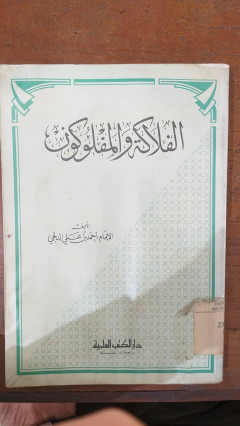 الفلاكة والمفلوكون
تأليف
الإمام أحمد بن علي الدلجي
دار الكتب العلمية